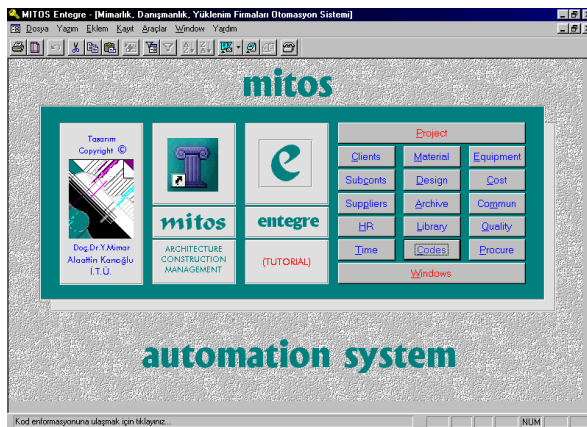 MITOS Entegre - [Mimarlık, Danışmanlık, Yüklenim Firmaları Otomasyon Sistemi]
Dosya Yazım Eklem Kayıt Araçlar Window Yardım
mitos
Tasarım
Copyright ©
Doç.Dr.Y.Mimar
Alaattin Kanoğlu
İ.T.Ü.
mitos
ARCHITECTURE
CONSTRUCTION
MANAGEMENT
e
entegre
(TUTORIAL)
Project
Clients Material Equipment
Subconts Design Cost
Suppliers Archive Commun
HR Library Quality
Time Codes Procure
Windows
automation system
Kod enformasyonuna ulaşmak için tıklayınız...
NUM